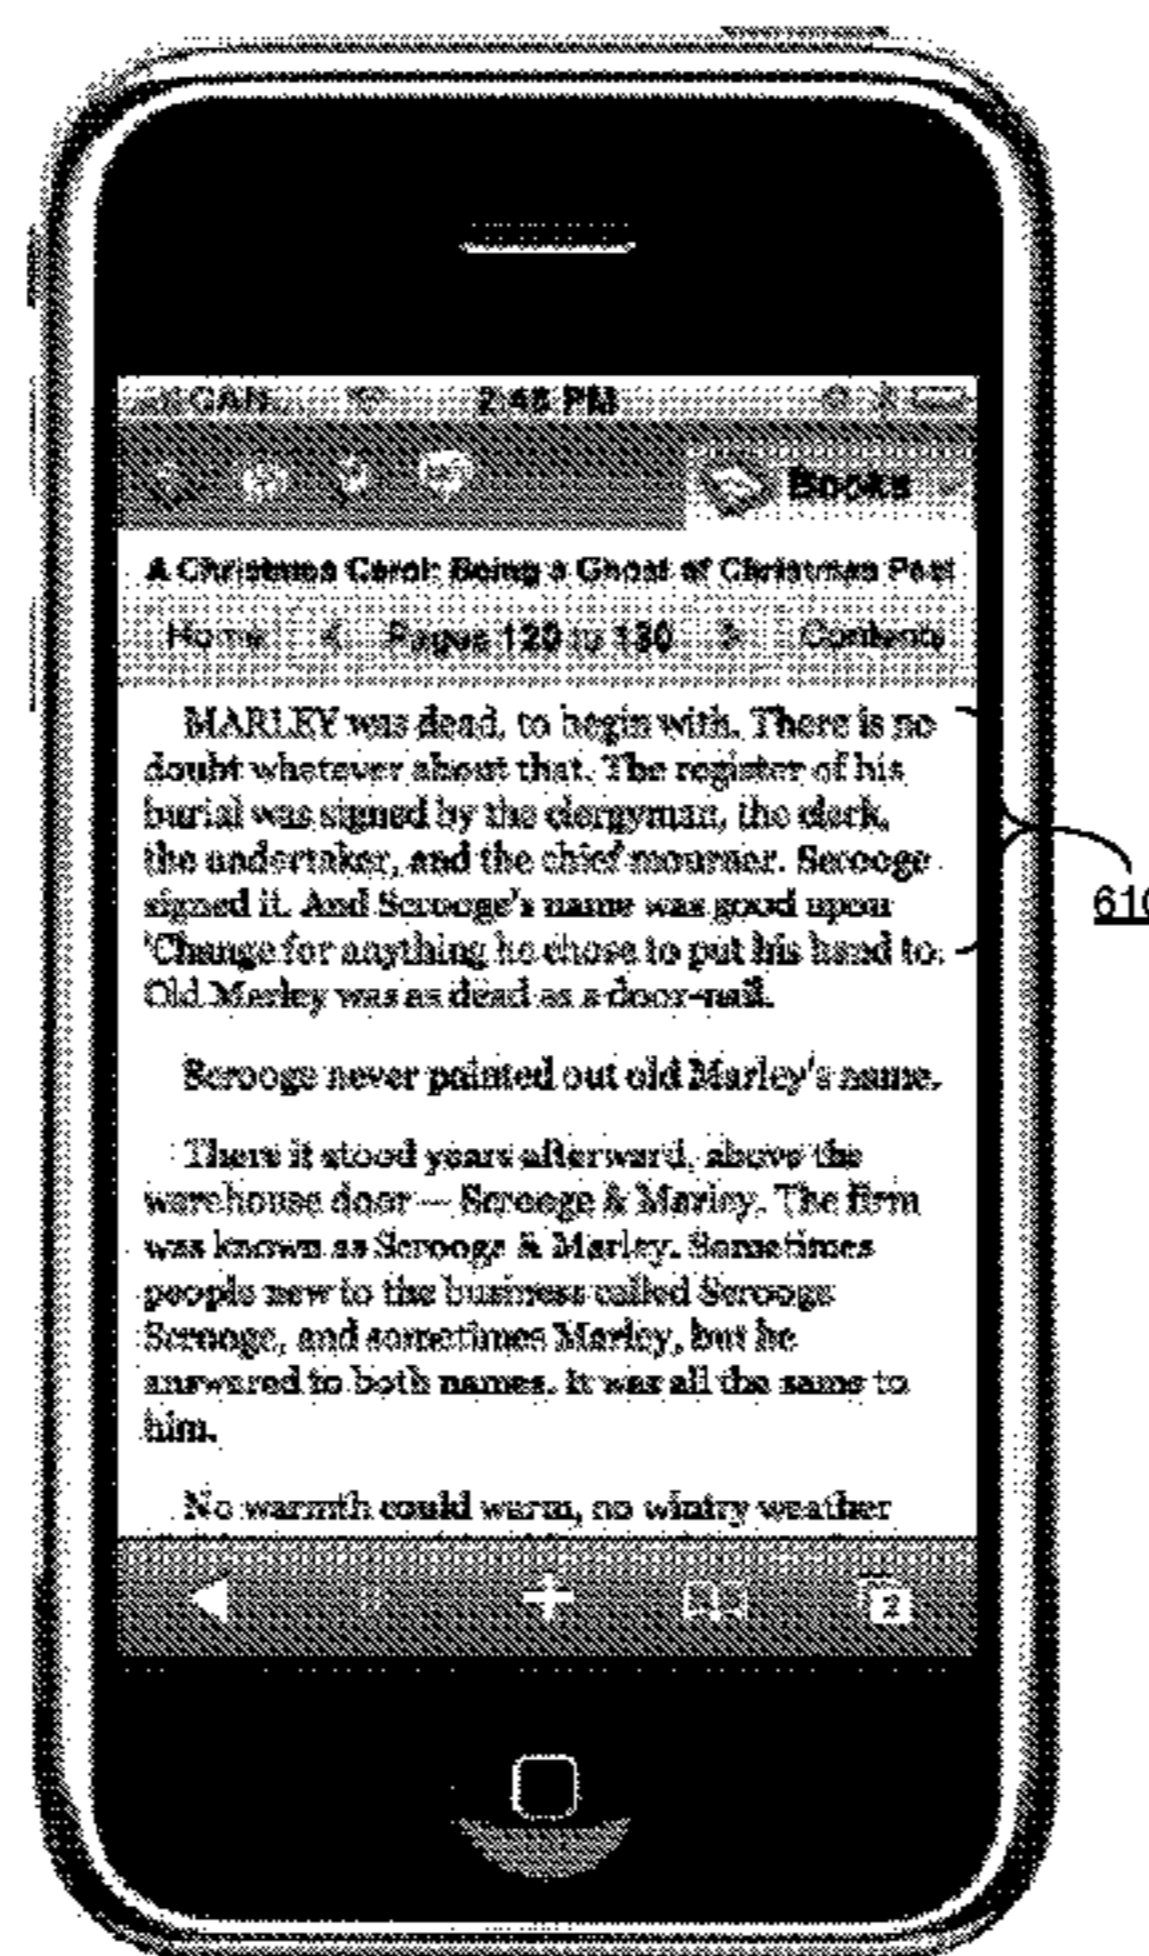 2:45 PM
Books
A Christmas Carol: Being a Ghost of Christmas Past
Home < Pages 120 to 130 > Contents
MARLEY was dead, to begin with. There is no
doubt whatever about that. The register of his
burial was signed by the clergyman, the clerk,
the undertaker, and the chief mourner. Scrooge
signed it. And Scrooge's name was good upon
'Change for anything he chose to put his hand to.
Old Marley was as dead as a door-nail.
610
Scrooge never painted out old Marley's name.
There it stood years afterward, above the
warehouse door — Scrooge & Marley. The firm
was known as Scrooge & Marley. Sometimes
people new to the business called Scrooge
Scrooge, and sometimes Marley, but he
answered to both names. It was all the same to
him.
No warmth could warm, no wintry weather
2